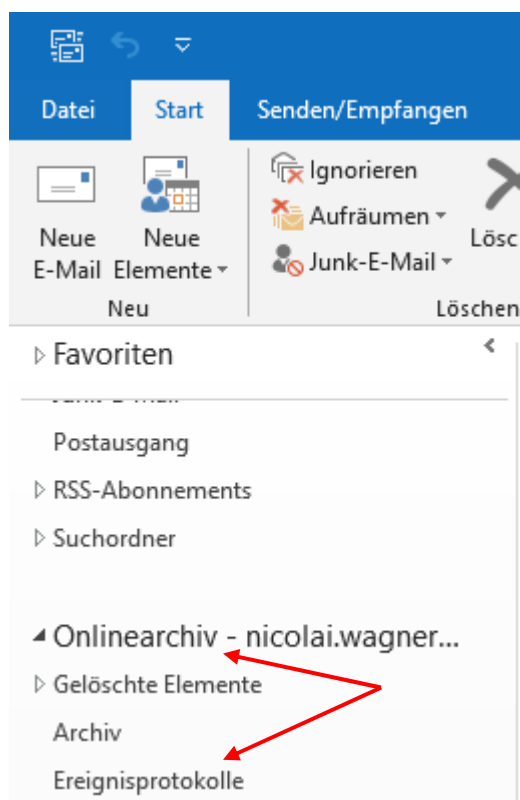 Datei Start Senden/Empfangen
Ignorieren
Aufräumen
Junk-E-Mail
Neue E-Mail
Neue Elemente
Lösc
Neu
Löschen
Favoriten
Postausgang
RSS-Abonnements
Suchordner
Onlinearchiv - nicolai.wagner...
Gelöschte Elemente
Archiv
Ereignisprotokolle